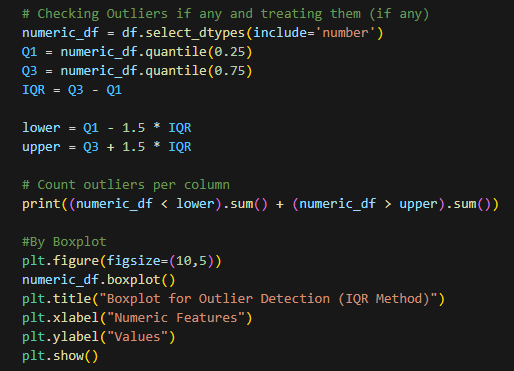 # Checking Outliers if any and treating them (if any)
numeric_df = df.select_dtypes(include='number')
Q1 = numeric_df.quantile(0.25)
Q3 = numeric_df.quantile(0.75)
IQR = Q3 - Q1
lower = Q1 - 1.5 * IQR
upper = Q3 + 1.5 * IQR
# Count outliers per column
print((numeric_df < lower).sum() + (numeric_df > upper).sum())
#By Boxplot
plt.figure(figsize=(10,5))
numeric_df.boxplot()
plt.title("Boxplot for Outlier Detection (IQR Method)")
plt.xlabel("Numeric Features")
plt.ylabel("Values")
plt.show()